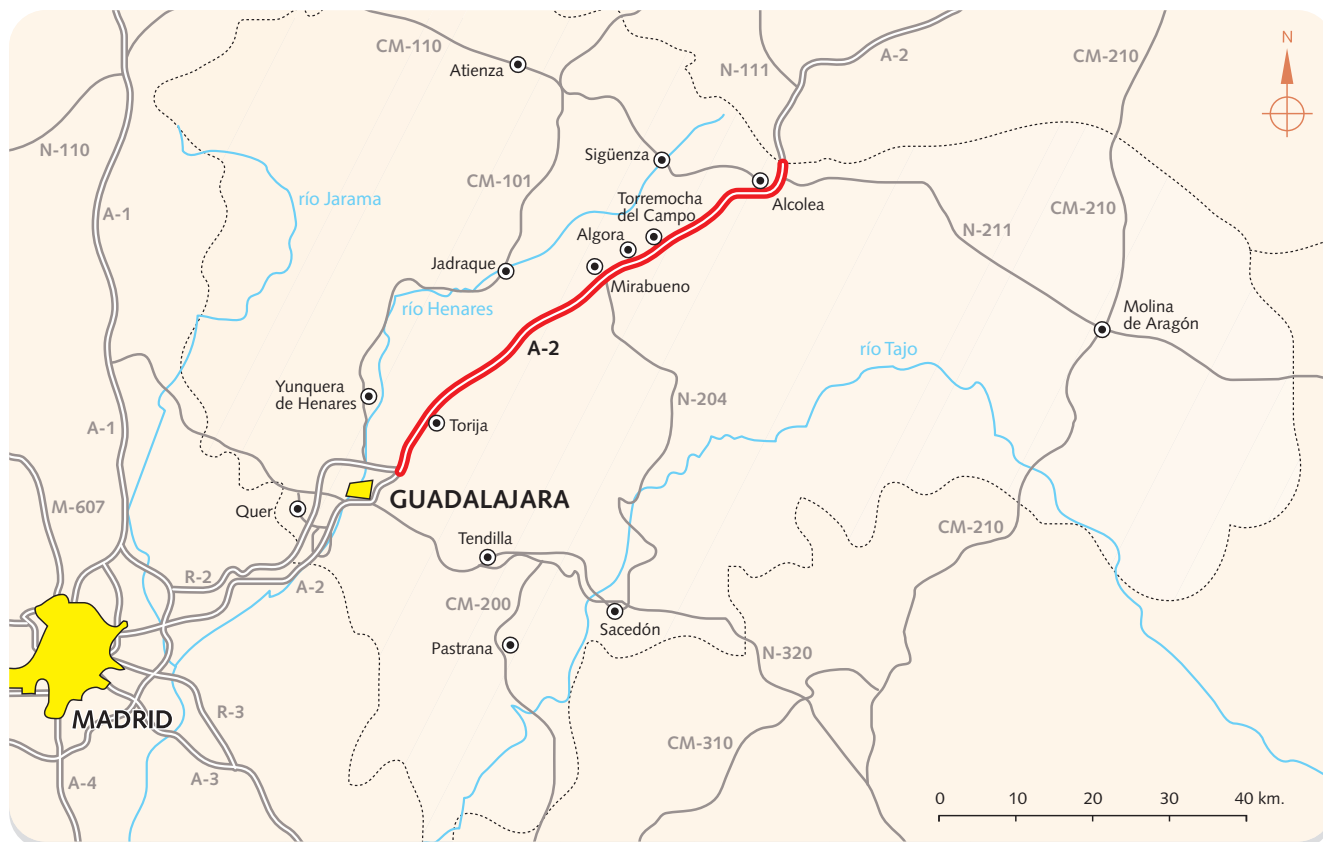 N
CM-110
Atienza
N-111
A-2
CM-210
N-110
Sigüenza
CM-101
río Jarama
A-1
Torremocha
del Campo
Alcolea
CM-210
N-211
Algora
Jadraque
Mirabueno
río Henares
Molina
de Aragón
A-2
río Tajo
Yunquera
de Henares
N-204
A-1
Torija
M-607
Quer
GUADALAJARA
CM-210
Tendilla
R-2
A-2
CM-200
Sacedón
Pastrana
N-320
MADRID
R-3
CM-310
A-4
A-3
0 10 20 30 40 km.